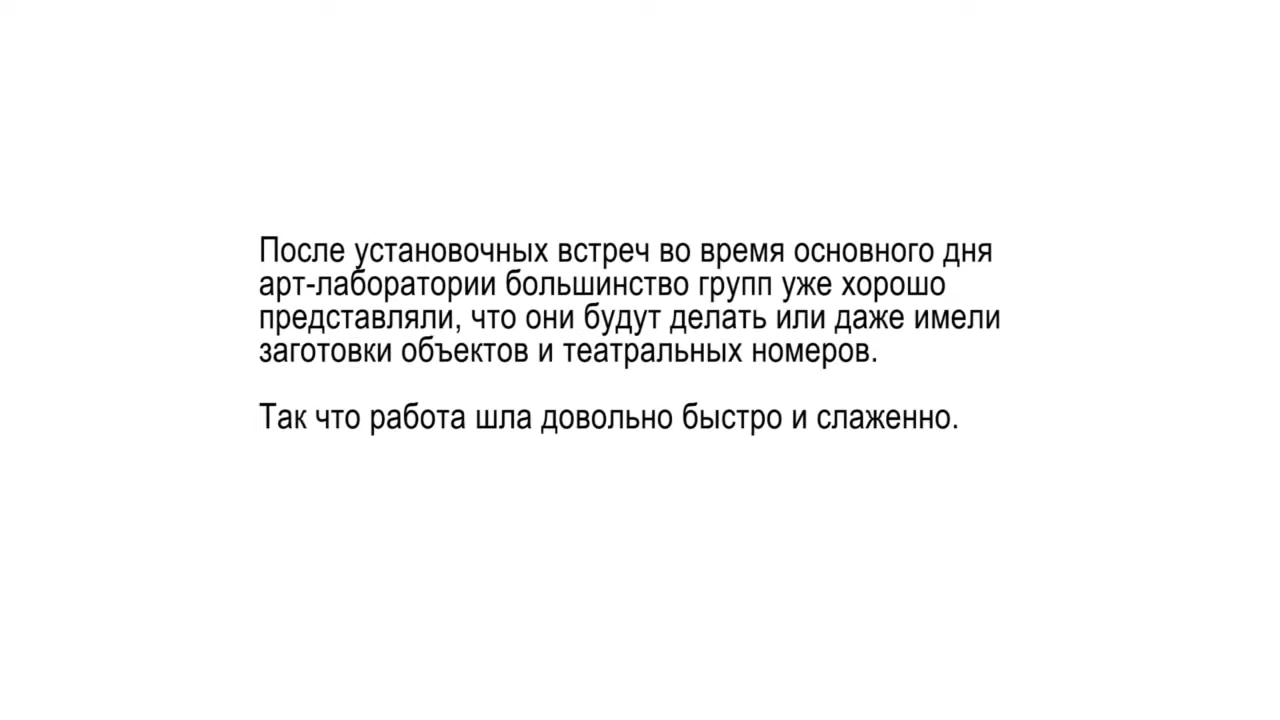 После установочных встреч во время основного дня
арт-лаборатории большинство групп уже хорошо
представляли, что они будут делать или даже имели
заготовки объектов и театральных номеров.
Так что работа шла довольно быстро и слаженно.